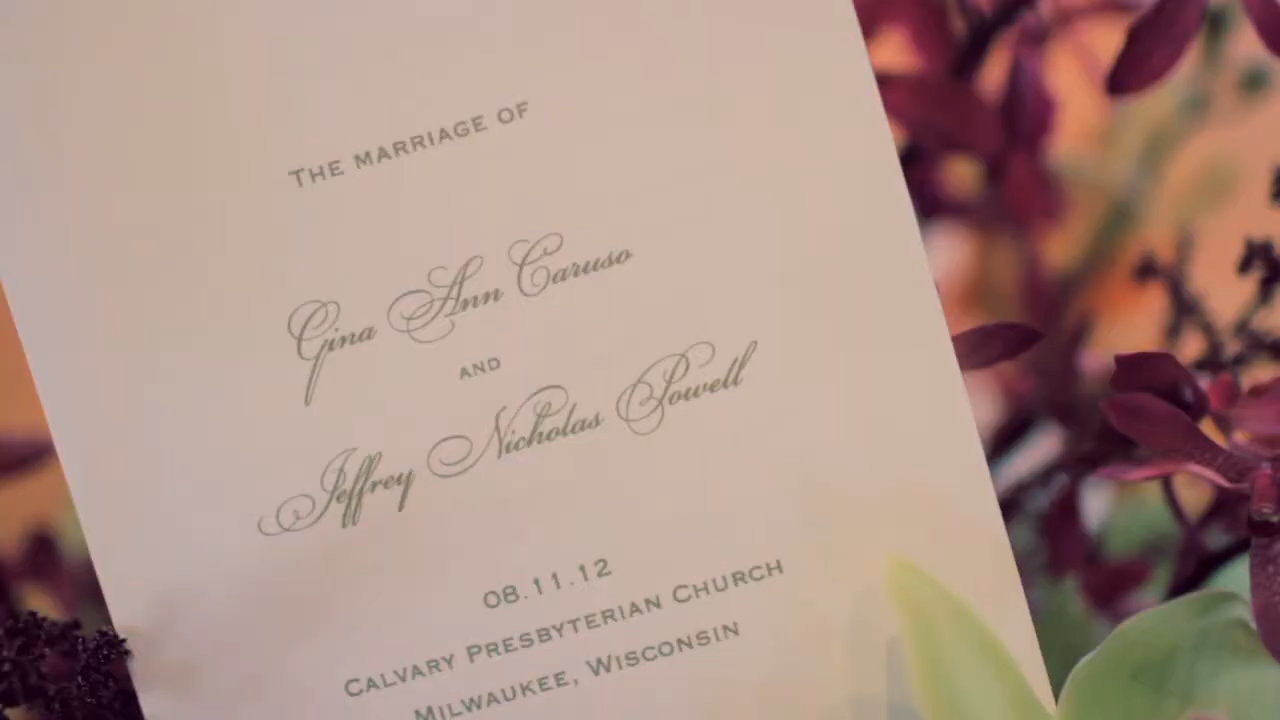 THE MARRIAGE OF
Gina Ann Caruso
AND
Jeffrey Nicholas Powell
08.11.12
CALVARY PRESBYTERIAN CHURCH
MILWAUKEE, WISCONSIN